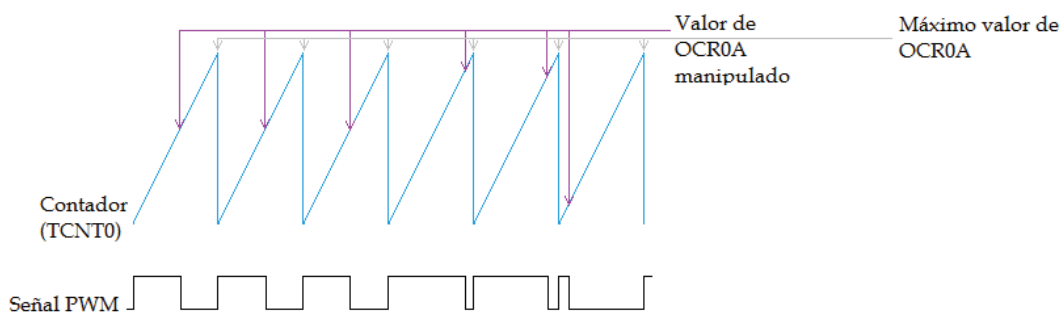 Valor de
OCR0A
manipulado
Máximo valor de
OCR0A
Contador
(TCNT0)
Señal PWM